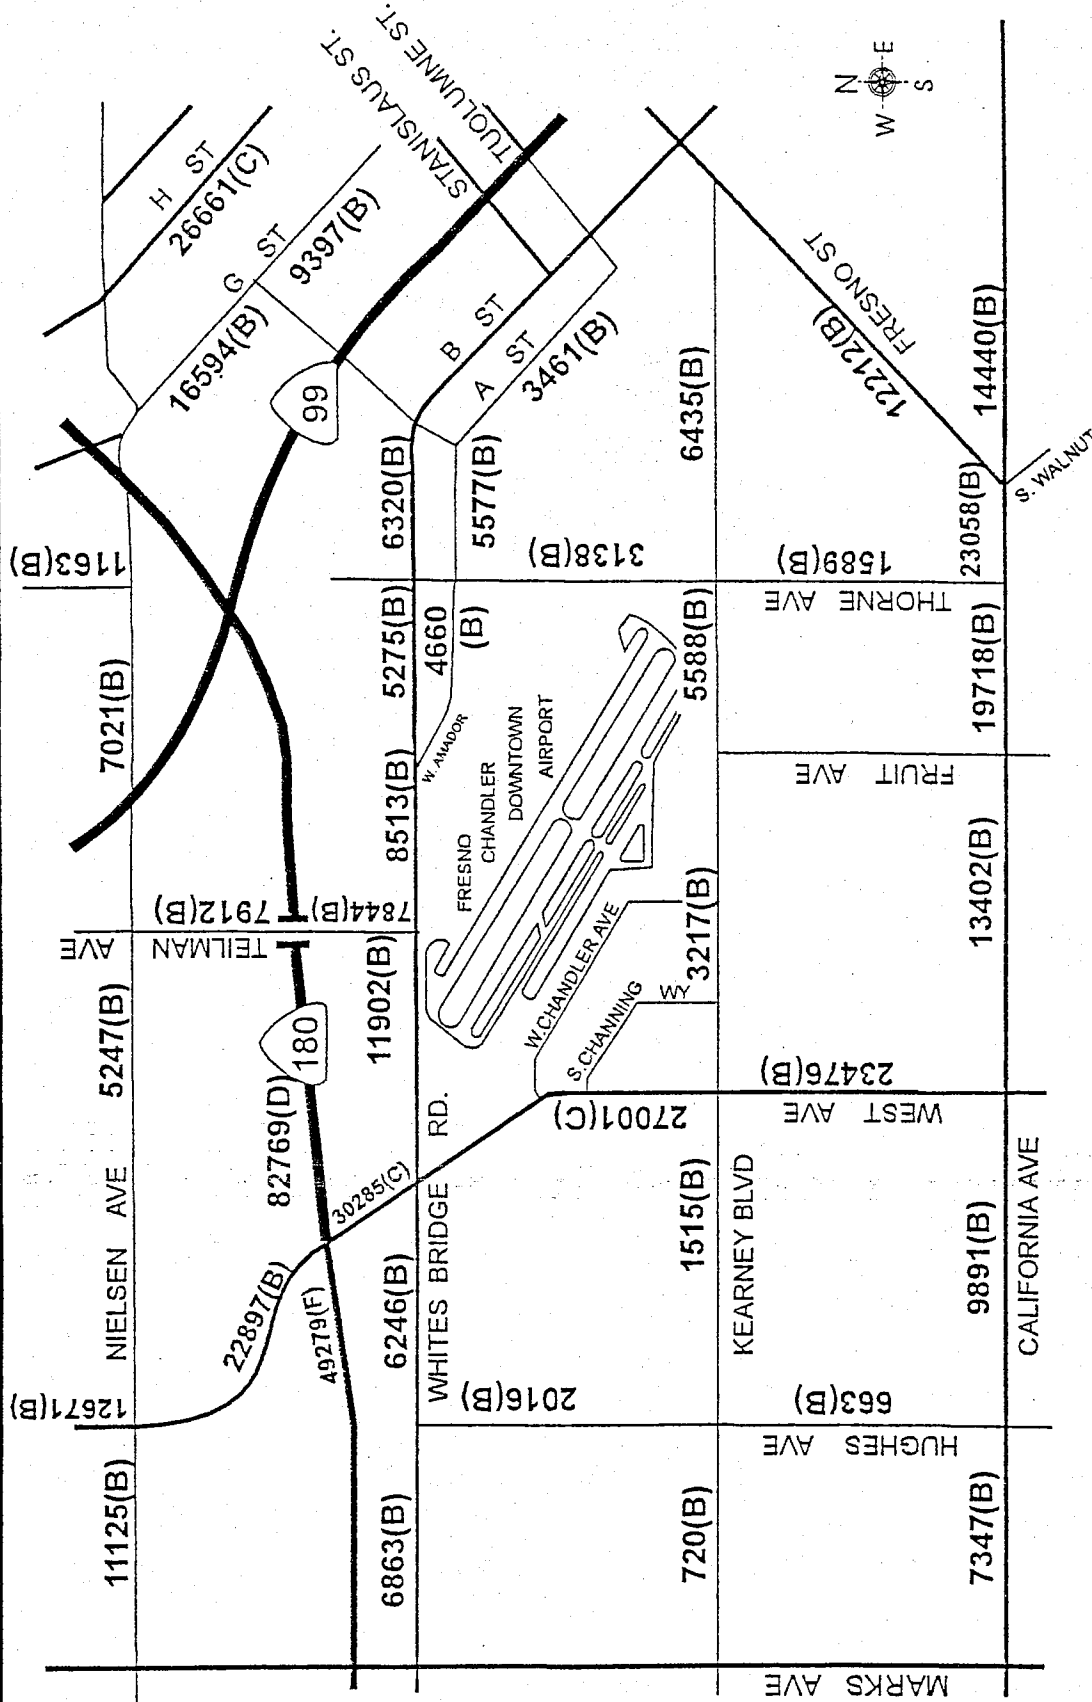 N
W
E
S
H ST
26661(C)
G ST
9397(B)
16594(B)
STANISLAUS ST.
TUOLUMNE ST.
99
B ST
A ST
3461(B)
6435(B)
FRESNO ST
12212(B)
14440(B)
23058(B)
S. WALNUT
1163(B)
7021(B)
6320(B)
5577(B)
3138(B)
1589(B)
THORNE AVE
5275(B)
4660
(B)
5588(B)
19718(B)
8513(B)
W. AMADOR
FRESNO
CHANDLER
DOWNTOWN
AIRPORT
FRUIT AVE
13402(B)
7912(B)
7844(B)
TEILMAN AVE
5247(B)
180
11902(B)
82769(D)
W.CHANDLER AVE
3217(B)
S.CHANNING WY
23476(B)
WEST AVE
27001(C)
30285(C)
NIELSEN AVE
22897(B)
49279(F)
6246(B)
WHITES BRIDGE RD.
1515(B)
KEARNEY BLVD
9891(B)
CALIFORNIA AVE
12671(B)
2016(B)
663(B)
HUGHES AVE
11125(B)
6863(B)
720(B)
7347(B)
MARKS AVE